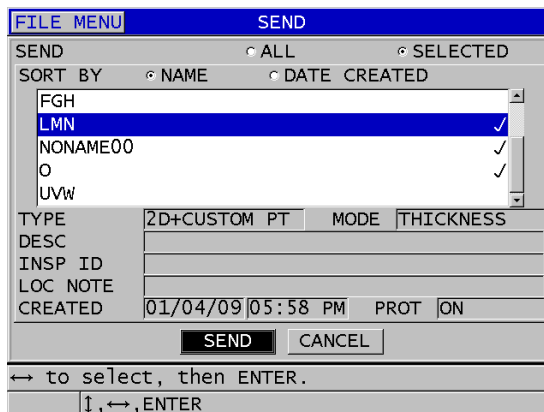 FILE MENU SEND
SEND ALL SELECTED
SORT BY NAME DATE CREATED
FGH
LMN ✓
NONAME00 ✓
O ✓
UVW
TYPE 2D+CUSTOM PT MODE THICKNESS
DESC
INSP ID
LOC NOTE
CREATED 01/04/09 05:58 PM PROT ON
SEND CANCEL
↔ to select, then ENTER.
↕,↔,ENTER